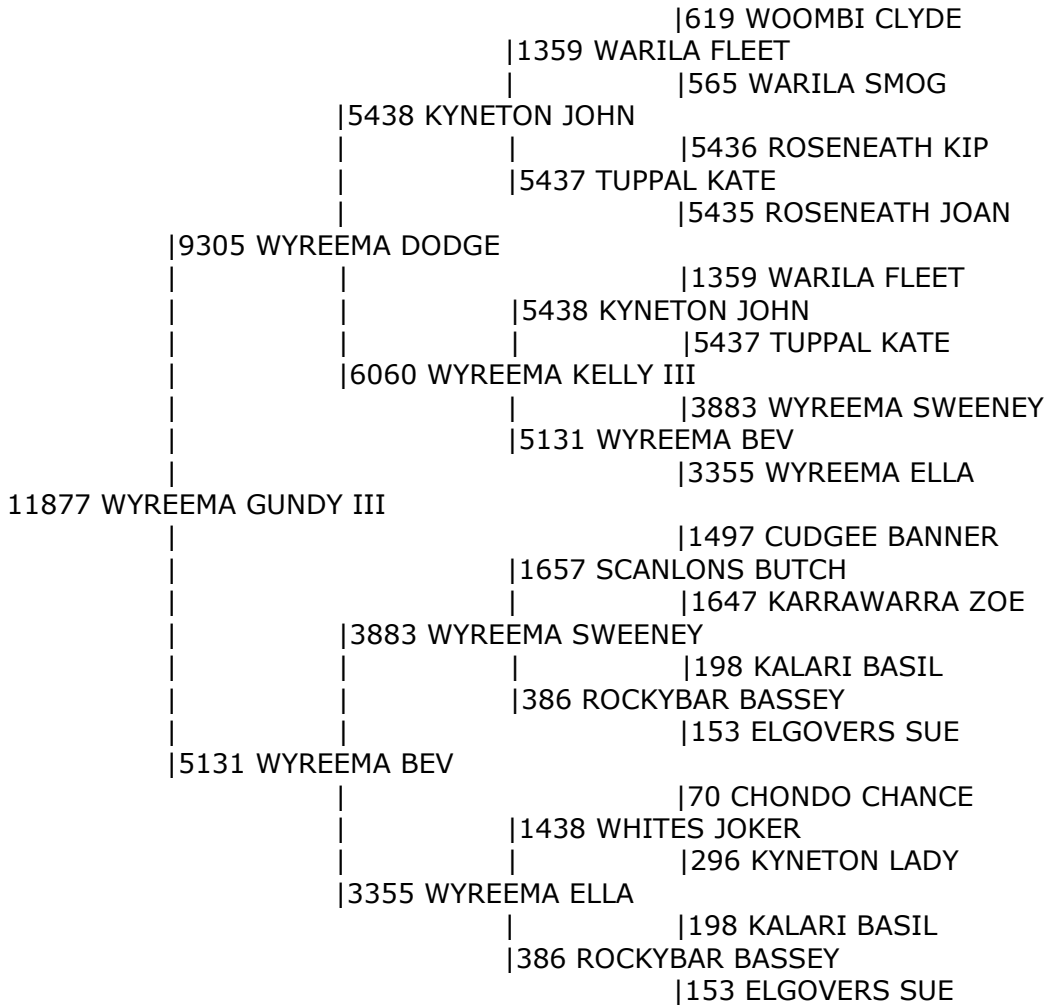 |619 WOOMBI CLYDE
|1359 WARILA FLEET
| |565 WARILA SMOG
|5438 KYNETON JOHN
| | |5436 ROSENEATH KIP
| |5437 TUPPAL KATE
| |5435 ROSENEATH JOAN
|9305 WYREEMA DODGE
| | |1359 WARILA FLEET
| | |5438 KYNETON JOHN
| | | |5437 TUPPAL KATE
| |6060 WYREEMA KELLY III
| | |3883 WYREEMA SWEENEY
| |5131 WYREEMA BEV
| |3355 WYREEMA ELLA
11877 WYREEMA GUNDY III
| |1497 CUDGEE BANNER
| |1657 SCANLONS BUTCH
| | |1647 KARRAWARRA ZOE
| |3883 WYREEMA SWEENEY
| | | |198 KALARI BASIL
| | |386 ROCKYBAR BASSEY
| | |153 ELGOVERS SUE
|5131 WYREEMA BEV
| |70 CHONDO CHANCE
| |1438 WHITES JOKER
| | |296 KYNETON LADY
|3355 WYREEMA ELLA
| |198 KALARI BASIL
|386 ROCKYBAR BASSEY
|153 ELGOVERS SUE